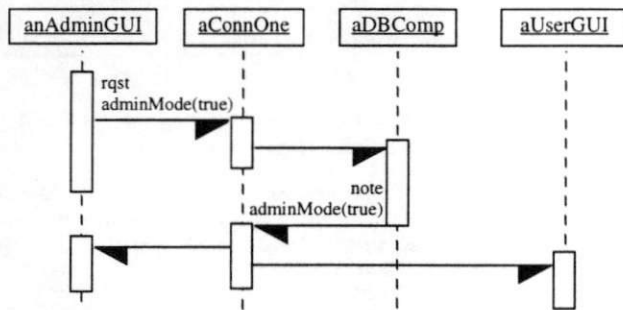 anAdminGUI
aConnOne
aDBComp
aUserGUI
rqst
adminMode(true)
note
adminMode(true)